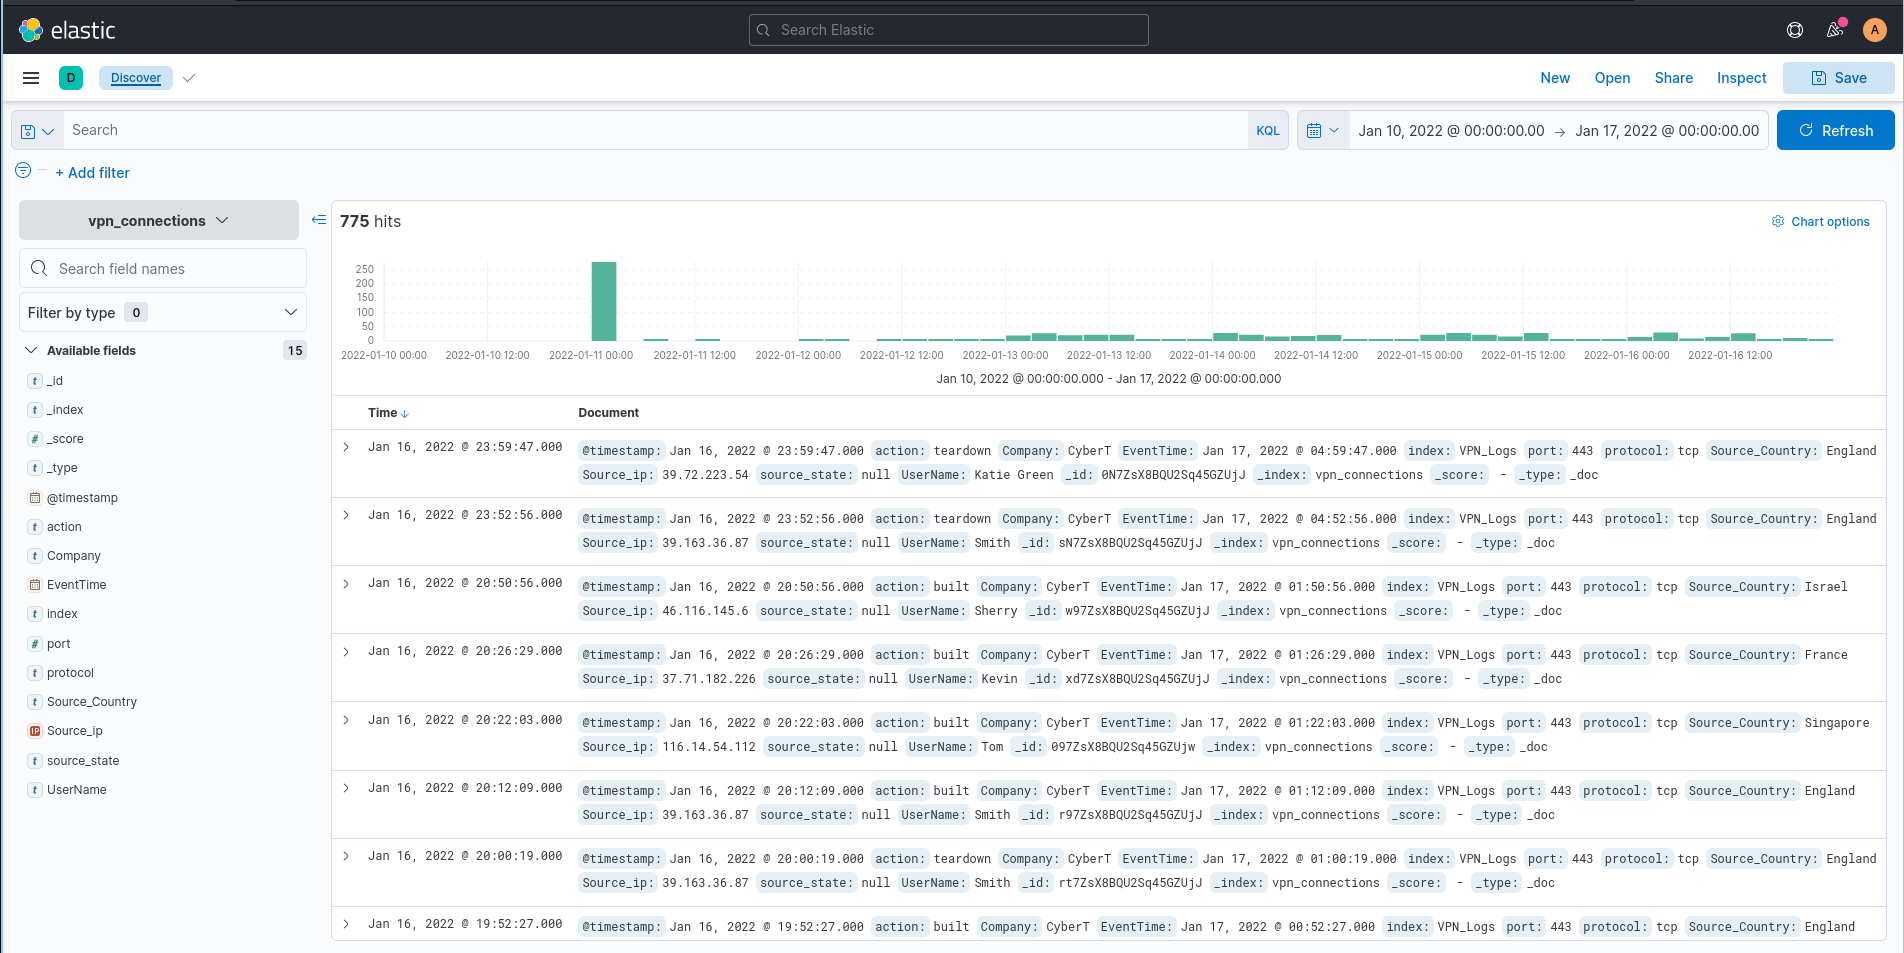 elastic
Search Elastic
A
D
Discover
New Open Share Inspect Save
Search
KQL
Jan 10, 2022 @ 00:00:00.00 → Jan 17, 2022 @ 00:00:00.00
Refresh
+ Add filter
vpn_connections
Search field names
Filter by type 0
Available fields 15
t _id
t _index
# _score
t _type
@timestamp
t action
t Company
EventTime
t index
# port
t protocol
t Source_Country
IP Source_ip
t source_state
t UserName
775 hits
Chart options
250
200
150
100
50
0
2022-01-10 00:00 2022-01-10 12:00 2022-01-11 00:00 2022-01-11 12:00 2022-01-12 00:00 2022-01-12 12:00 2022-01-13 00:00 2022-01-13 12:00 2022-01-14 00:00 2022-01-14 12:00 2022-01-15 00:00 2022-01-15 12:00 2022-01-16 00:00 2022-01-16 12:00
Jan 10, 2022 @ 00:00:00.000 - Jan 17, 2022 @ 00:00:00.000
Time ↓ Document
Jan 16, 2022 @ 23:59:47.000 @timestamp: Jan 16, 2022 @ 23:59:47.000 action: teardown Company: CyberT EventTime: Jan 17, 2022 @ 04:59:47.000 index: VPN_Logs port: 443 protocol: tcp Source_Country: England
Source_ip: 39.72.223.54 source_state: null UserName: Katie Green _id: 0N7ZsX8BQU2Sq45GZUjJ _index: vpn_connections _score: - _type: _doc
Jan 16, 2022 @ 23:52:56.000 @timestamp: Jan 16, 2022 @ 23:52:56.000 action: teardown Company: CyberT EventTime: Jan 17, 2022 @ 04:52:56.000 index: VPN_Logs port: 443 protocol: tcp Source_Country: England
Source_ip: 39.163.36.87 source_state: null UserName: Smith _id: sN7ZsX8BQU2Sq45GZUjJ _index: vpn_connections _score: - _type: _doc
Jan 16, 2022 @ 20:50:56.000 @timestamp: Jan 16, 2022 @ 20:50:56.000 action: built Company: CyberT EventTime: Jan 17, 2022 @ 01:50:56.000 index: VPN_Logs port: 443 protocol: tcp Source_Country: Israel
Source_ip: 46.116.145.6 source_state: null UserName: Sherry _id: w97ZsX8BQU2Sq45GZUjJ _index: vpn_connections _score: - _type: _doc
Jan 16, 2022 @ 20:26:29.000 @timestamp: Jan 16, 2022 @ 20:26:29.000 action: built Company: CyberT EventTime: Jan 17, 2022 @ 01:26:29.000 index: VPN_Logs port: 443 protocol: tcp Source_Country: France
Source_ip: 37.71.182.226 source_state: null UserName: Kevin _id: xd7ZsX8BQU2Sq45GZUjJ _index: vpn_connections _score: - _type: _doc
Jan 16, 2022 @ 20:22:03.000 @timestamp: Jan 16, 2022 @ 20:22:03.000 action: built Company: CyberT EventTime: Jan 17, 2022 @ 01:22:03.000 index: VPN_Logs port: 443 protocol: tcp Source_Country: Singapore
Source_ip: 116.14.54.112 source_state: null UserName: Tom _id: 097ZsX8BQU2Sq45GZUjw _index: vpn_connections _score: - _type: _doc
Jan 16, 2022 @ 20:12:09.000 @timestamp: Jan 16, 2022 @ 20:12:09.000 action: built Company: CyberT EventTime: Jan 17, 2022 @ 01:12:09.000 index: VPN_Logs port: 443 protocol: tcp Source_Country: England
Source_ip: 39.163.36.87 source_state: null UserName: Smith _id: r97ZsX8BQU2Sq45GZUjJ _index: vpn_connections _score: - _type: _doc
Jan 16, 2022 @ 20:00:19.000 @timestamp: Jan 16, 2022 @ 20:00:19.000 action: teardown Company: CyberT EventTime: Jan 17, 2022 @ 01:00:19.000 index: VPN_Logs port: 443 protocol: tcp Source_Country: England
Source_ip: 39.163.36.87 source_state: null UserName: Smith _id: rt7ZsX8BQU2Sq45GZUjJ _index: vpn_connections _score: - _type: _doc
Jan 16, 2022 @ 19:52:27.000 @timestamp: Jan 16, 2022 @ 19:52:27.000 action: built Company: CyberT EventTime: Jan 17, 2022 @ 00:52:27.000 index: VPN_Logs port: 443 protocol: tcp Source_Country: England